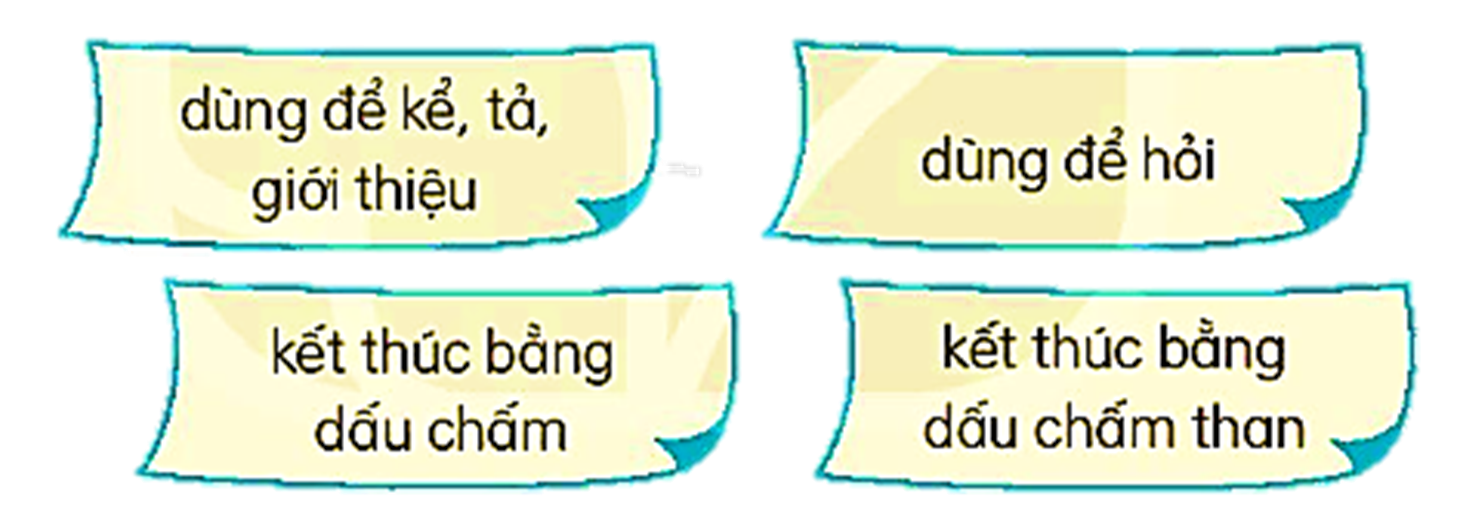 dùng để kể, tả,
giới thiệu
dùng để hỏi
kết thúc bằng
dấu chấm
kết thúc bằng
dấu chấm than